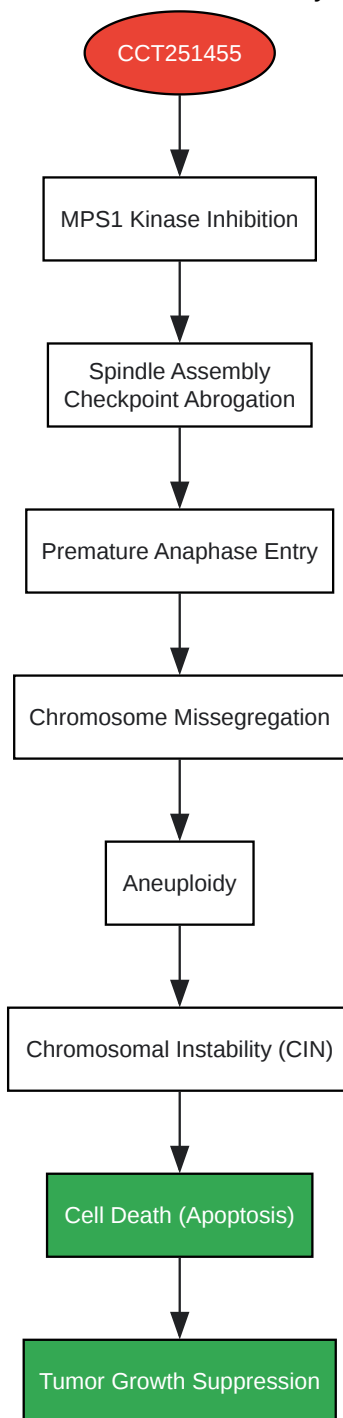 CCT251455
MPS1 Kinase Inhibition
Spindle Assembly
Checkpoint Abrogation
Premature Anaphase Entry
Chromosome Missegregation
Aneuploidy
Chromosomal Instability (CIN)
Cell Death (Apoptosis)
Tumor Growth Suppression